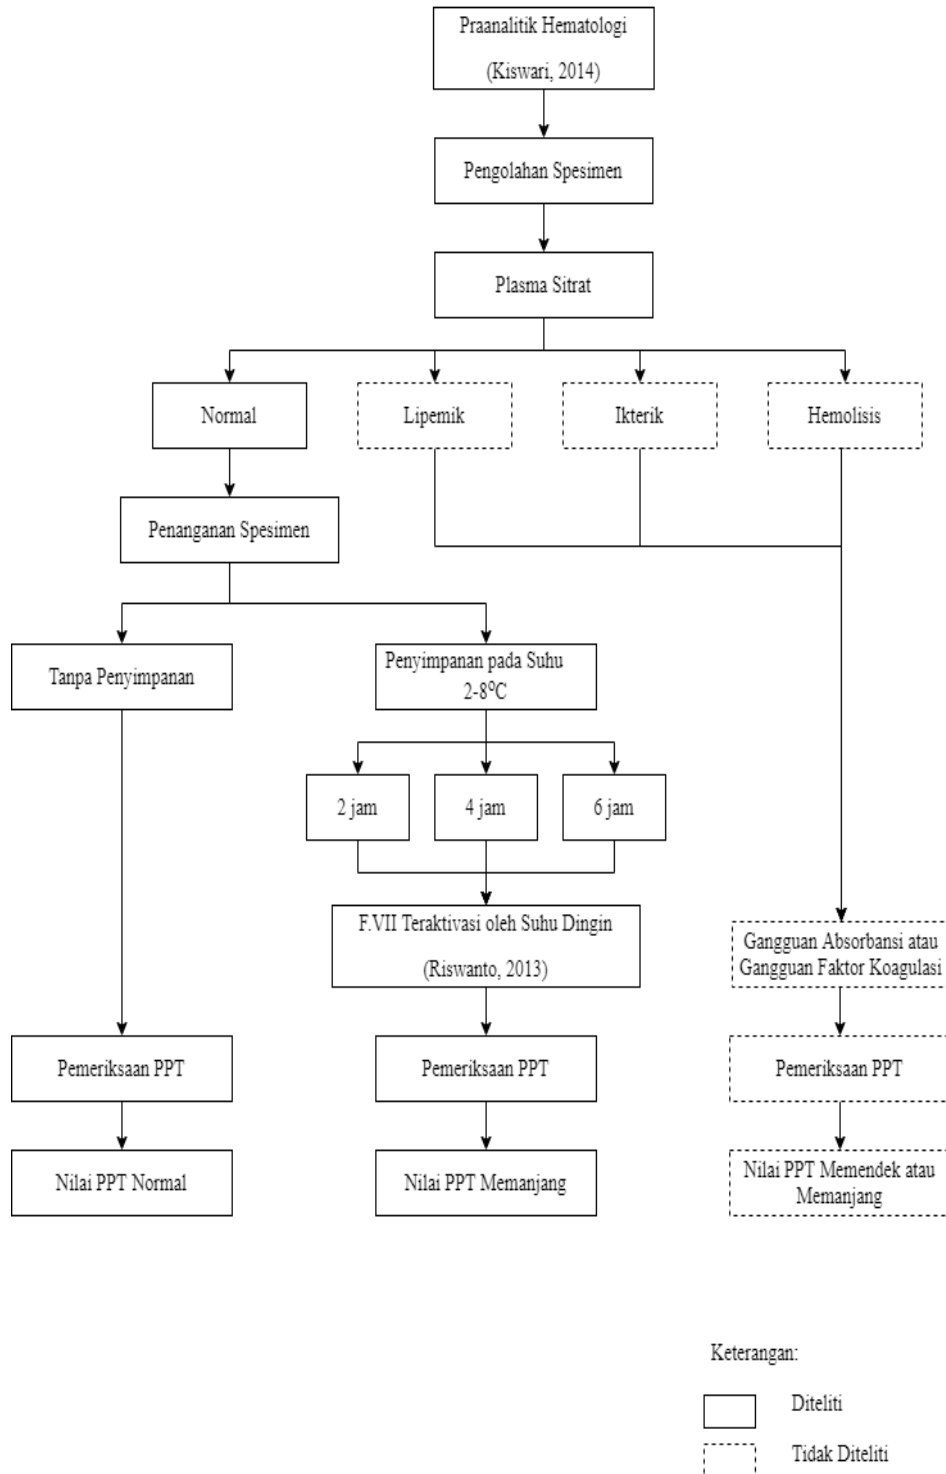 Praanalitik Hematologi
(Kiswari, 2014)
Pengolahan Spesimen
Plasma Sitrat
Normal
Lipemik
Ikterik
Hemolisis
Penanganan Spesimen
Tanpa Penyimpanan
Penyimpanan pada Suhu
2-8⁰C
2 jam
4 jam
6 jam
F.VII Teraktivasi oleh Suhu Dingin
(Riswanto, 2013)
Gangguan Absorbansi atau
Gangguan Faktor Koagulasi
Pemeriksaan PPT
Pemeriksaan PPT
Pemeriksaan PPT
Nilai PPT Normal
Nilai PPT Memanjang
Nilai PPT Memendek atau
Memanjang
Keterangan:
Diteliti
Tidak Diteliti